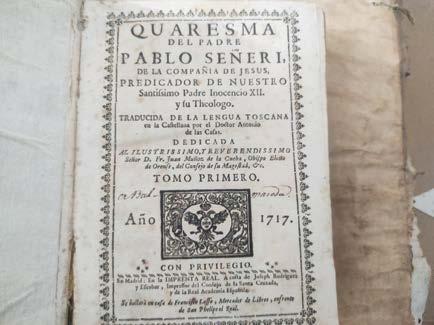 QUARESMA
DEL PADRE
PABLO SEÑERI,
DE LA COMPAÑIA DE JESUS,
PREDICADOR DE NUESTRO
Santissimo Padre Inocencio XII.
y su Theologo.
TRADUCIDA DE LA LENGUA TOSCANA
en la Castellana por el Doctor Antonio
de las Casas.
DEDICADA
AL ILUSTRISSIMO, Y REVERENDISSIMO
Señor D. Fr. Juan Muñoz de la Cueba, Obispo Electo
de Orense, del Consejo de su Magestad, &c.
TOMO PRIMERO.
Año 1717.
CON PRIVILEGIO.
En Madrid: En la IMPRENTA REAL. A costa de Joseph Rodriguez
y Escobar, Impressor del Consejo de la Santa Cruzada,
y de la Real Academia Española.
Se hallarà en casa de Francisco Lasso, Mercader de Libros, enfrente
de San Phelipe el Real.